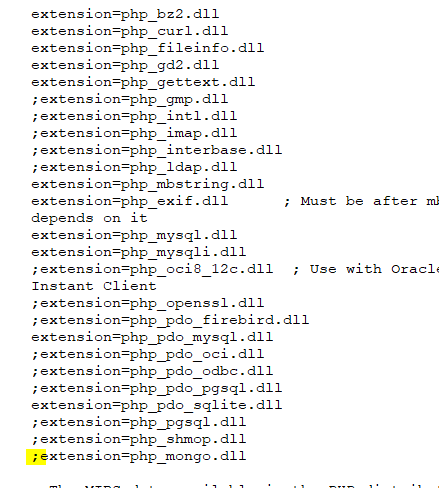 extension=php_bz2.dll
extension=php_curl.dll
extension=php_fileinfo.dll
extension=php_gd2.dll
extension=php_gettext.dll
;extension=php_gmp.dll
;extension=php_intl.dll
;extension=php_imap.dll
;extension=php_interbase.dll
;extension=php_ldap.dll
extension=php_mbstring.dll
extension=php_exif.dll      ; Must be after mb
depends on it
extension=php_mysql.dll
extension=php_mysqli.dll
;extension=php_oci8_12c.dll  ; Use with Oracle
Instant Client
;extension=php_openssl.dll
;extension=php_pdo_firebird.dll
extension=php_pdo_mysql.dll
;extension=php_pdo_oci.dll
;extension=php_pdo_odbc.dll
;extension=php_pdo_pgsql.dll
extension=php_pdo_sqlite.dll
;extension=php_pgsql.dll
;extension=php_shmop.dll
;extension=php_mongo.dll